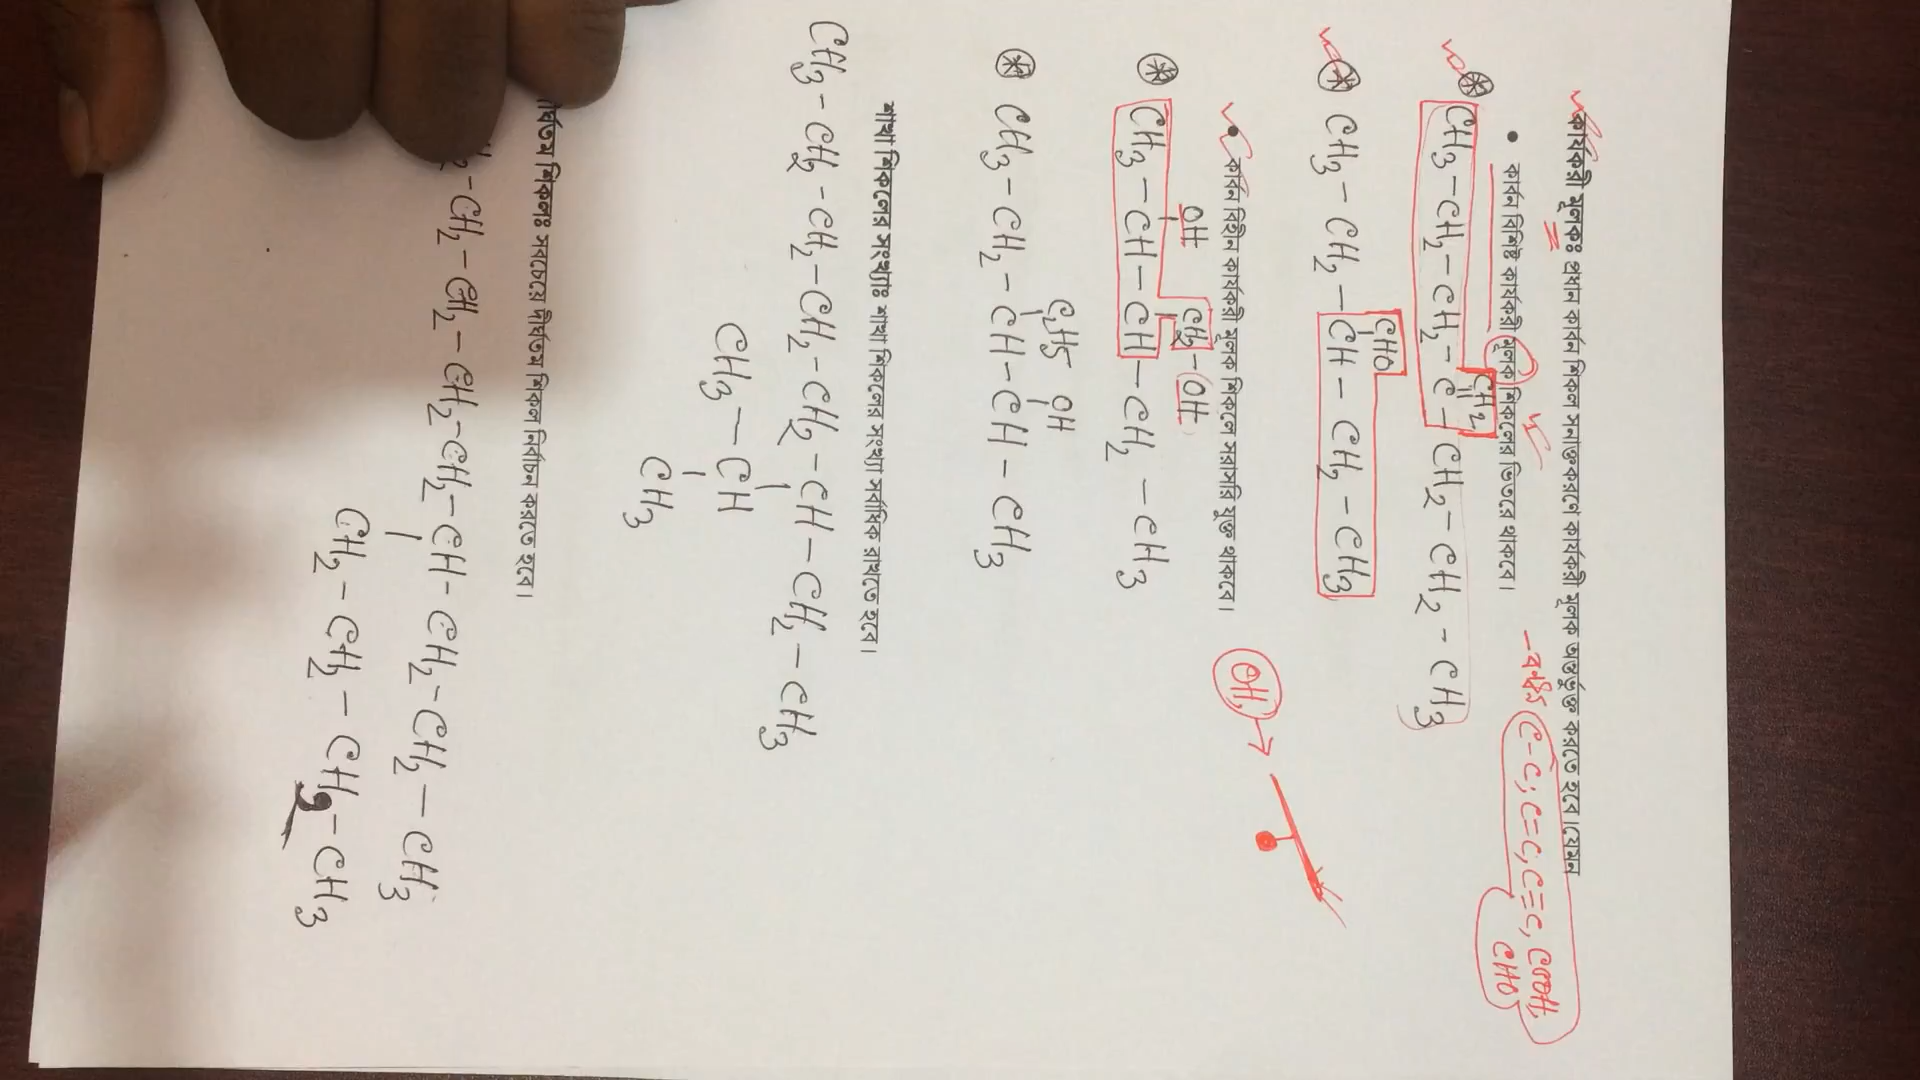 কার্যকরী মূলকঃ প্রধান কার্বন শিকল সনাক্তকরণে কার্যকরী মূলক অন্তর্ভুক্ত করতে হবে।যেমন
• কার্বন বিশিষ্ট কার্যকরী মূলক শিকলের ভিতরে থাকবে।
C-C, C=C, C≡C, COOH,
CHO
CH2
CH3-CH2-CH2-C-CH2-CH2-CH3
CHO
CH3-CH2-CH-CH2-CH3
• কার্বন বিহীন কার্যকরী মূলক শিকলে সরাসরি যুক্ত থাকবে।
OH
OH CH2-OH
CH3-CH-CH-CH2-CH3
C2H5 OH
CH3-CH2-CH-CH-CH3
শাখা শিকলের সংখ্যাঃ শাখা শিকলের সংখ্যা সর্বাধিক রাখতে হবে।
CH3-CH2-CH2-CH2-CH2-CH-CH2-CH3
CH3-CH
CH3
র্ঘতম শিকলঃ সবচেয়ে দীর্ঘতম শিকল নির্বাচন করতে হবে।
-CH2-CH2-CH2-CH2-CH-CH2-CH2-CH3
CH2-CH2-CH2-CH3